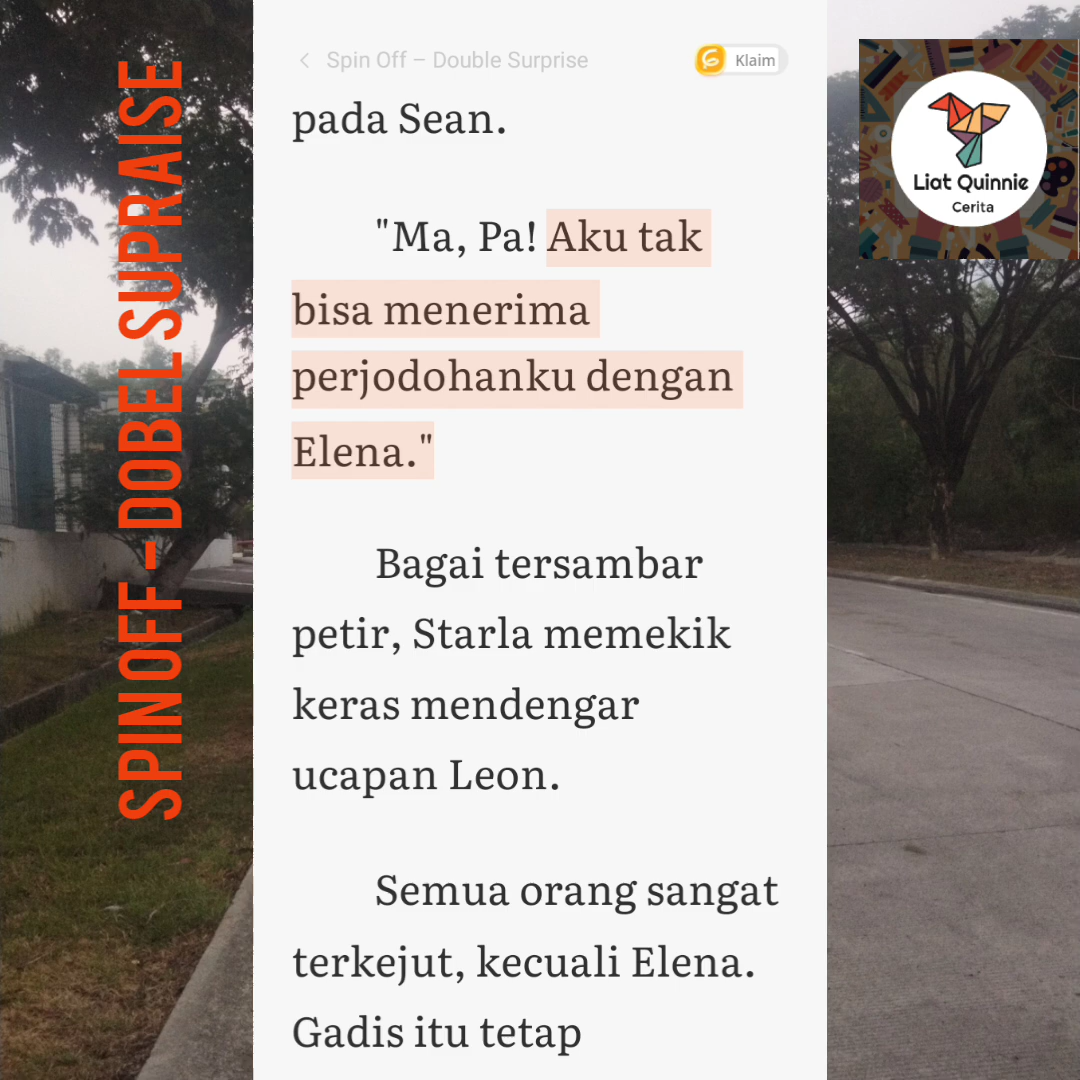 SPIN OFF – DOBEL SUPRAISE
Spin Off – Double Surprise
Klaim
Liat Quinnie
Cerita
pada Sean.
"Ma, Pa! Aku tak
bisa menerima
perjodohanku dengan
Elena."
Bagai tersambar
petir, Starla memekik
keras mendengar
ucapan Leon.
Semua orang sangat
terkejut, kecuali Elena.
Gadis itu tetap